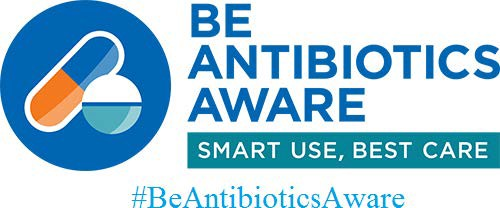 BE
ANTIBIOTICS
AWARE
SMART USE, BEST CARE
#BeAntibioticsAware